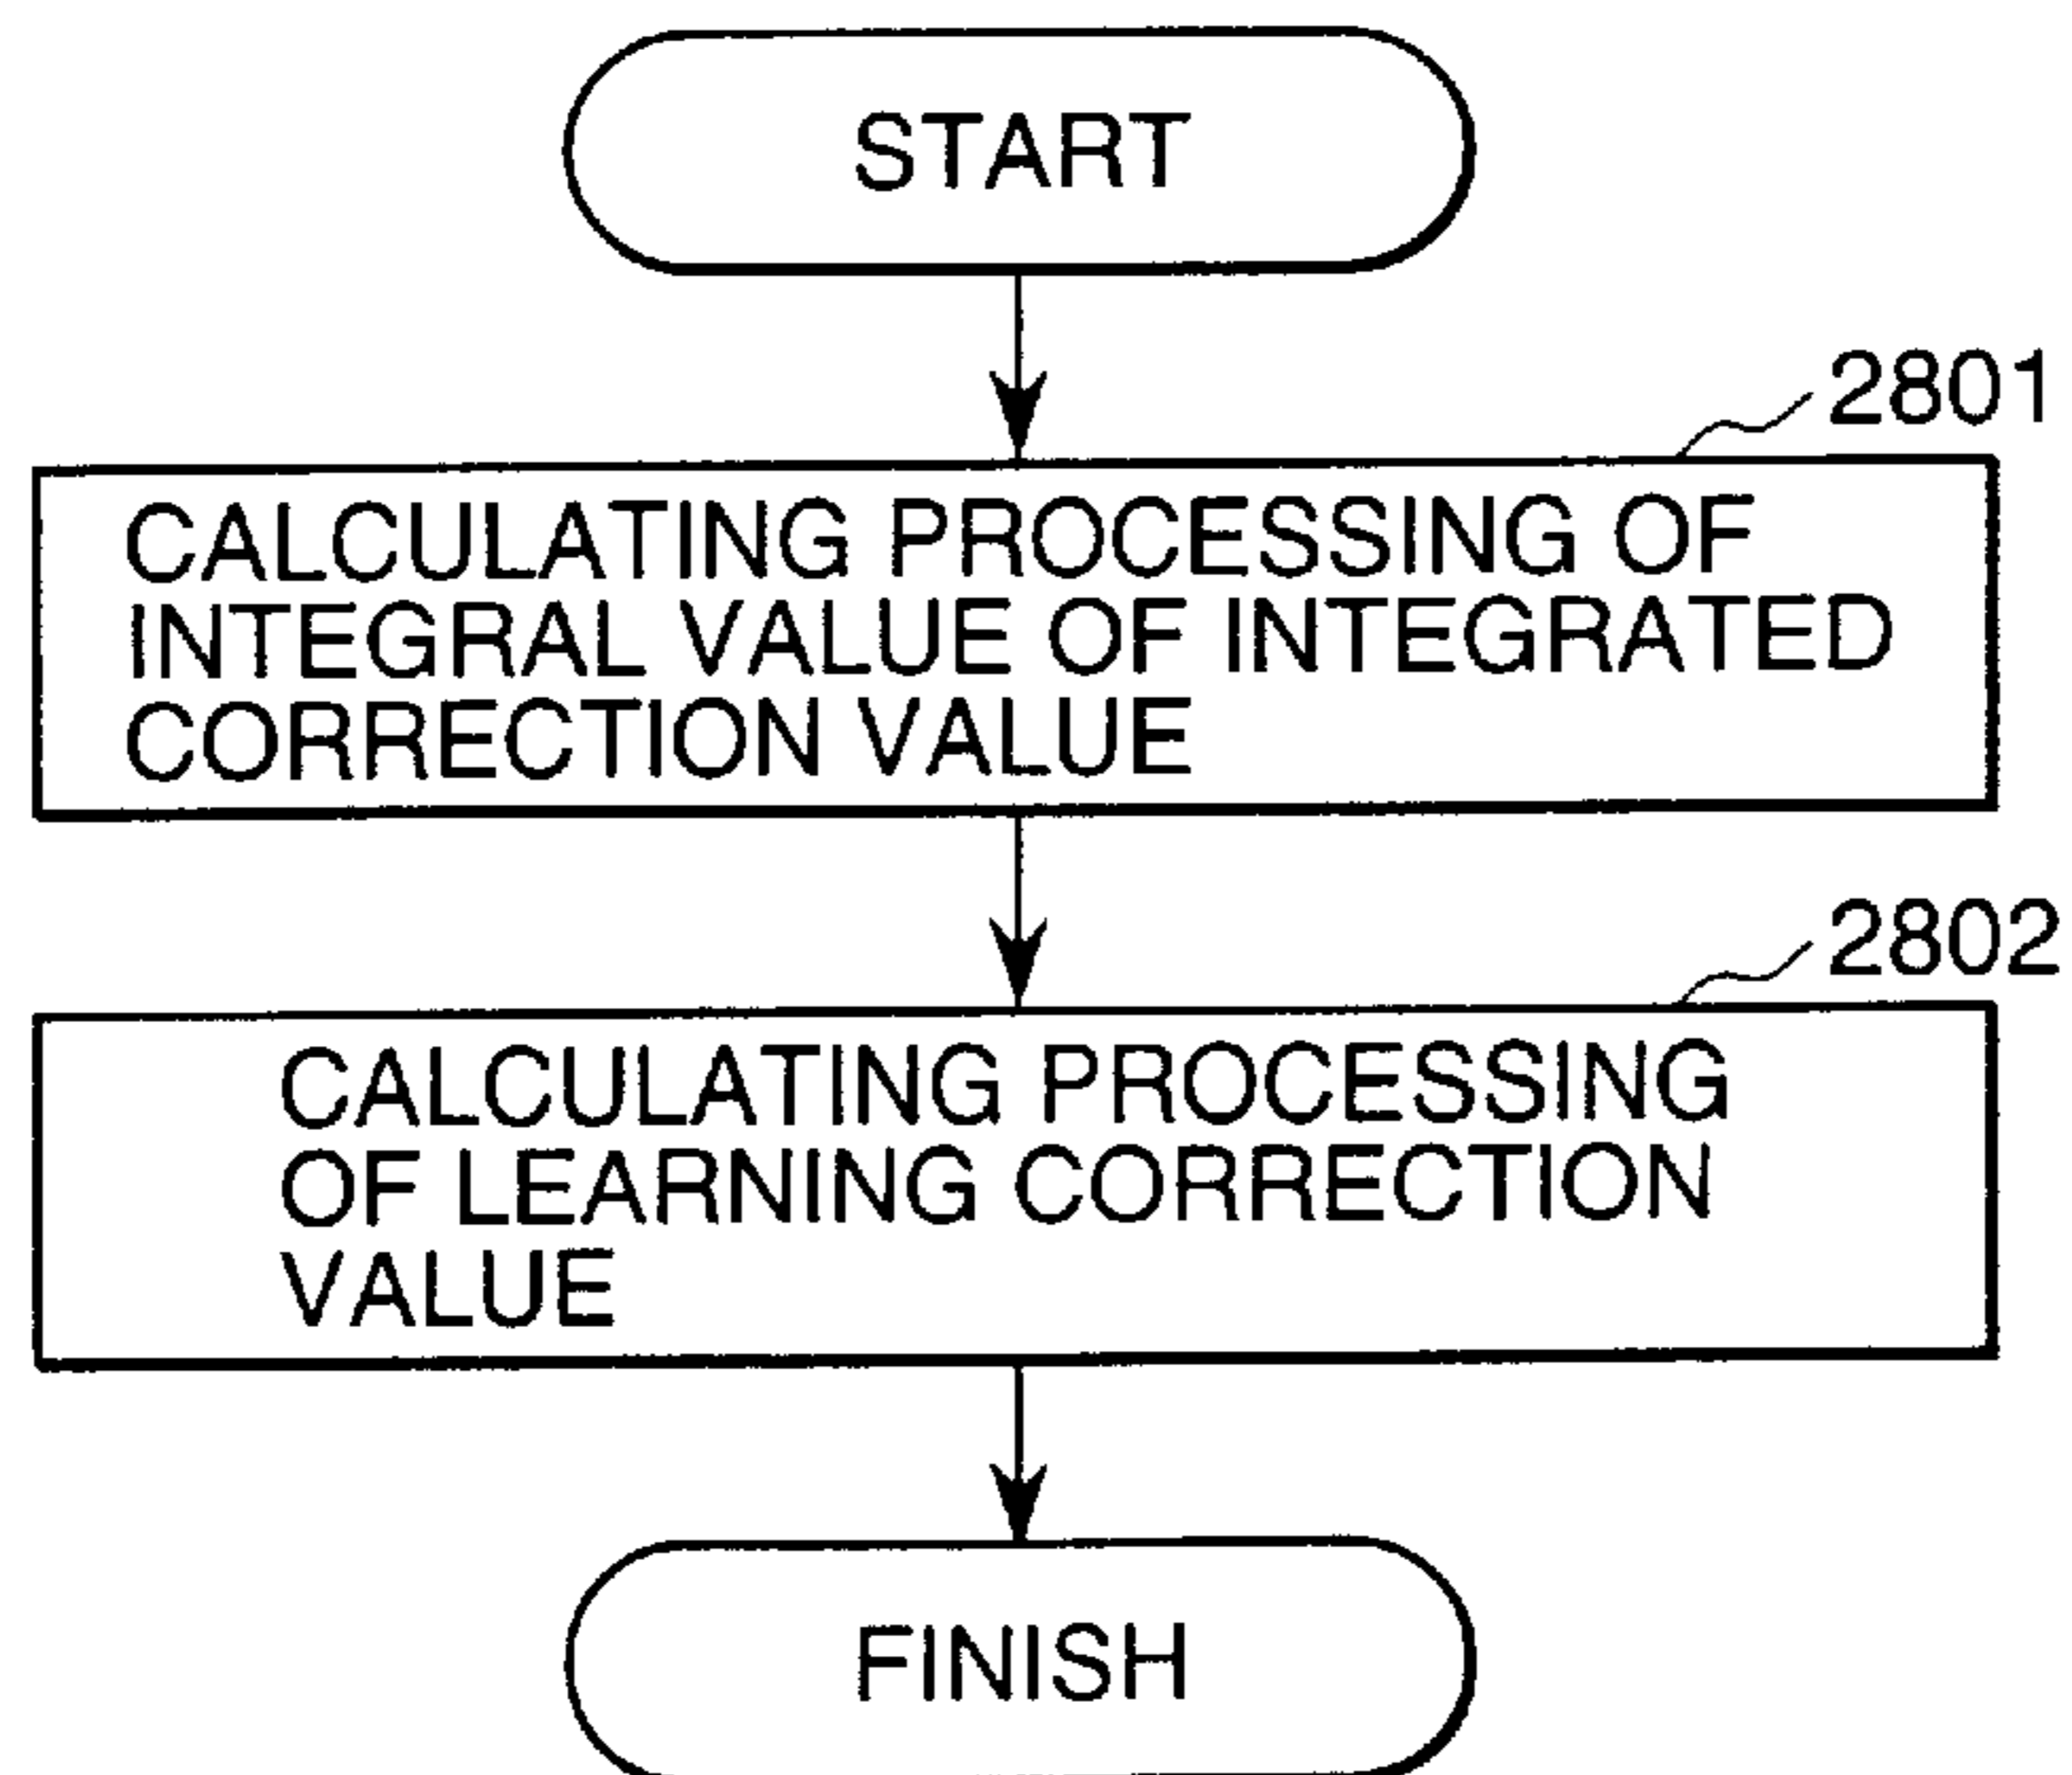 START
2801
CALCULATING PROCESSING OF
INTEGRAL VALUE OF INTEGRATED
CORRECTION VALUE
2802
CALCULATING PROCESSING
OF LEARNING CORRECTION
VALUE
FINISH